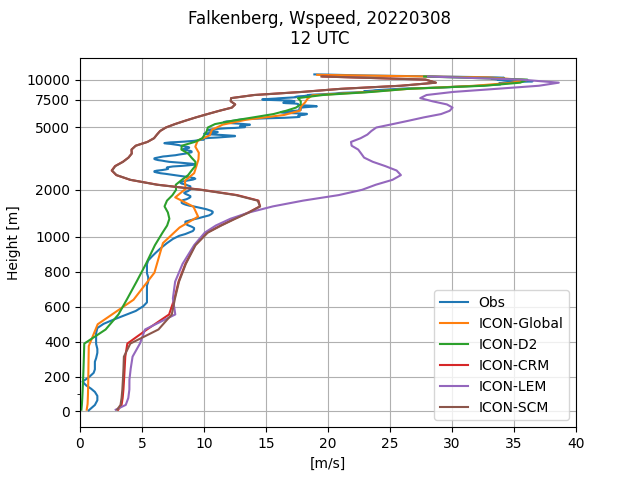 Falkenberg, Wspeed, 20220308
12 UTC
10000
7500
5000
2000
1000
800
600
400
200
0
Height [m]
0 5 10 15 20 25 30 35 40
[m/s]
Obs
ICON-Global
ICON-D2
ICON-CRM
ICON-LEM
ICON-SCM